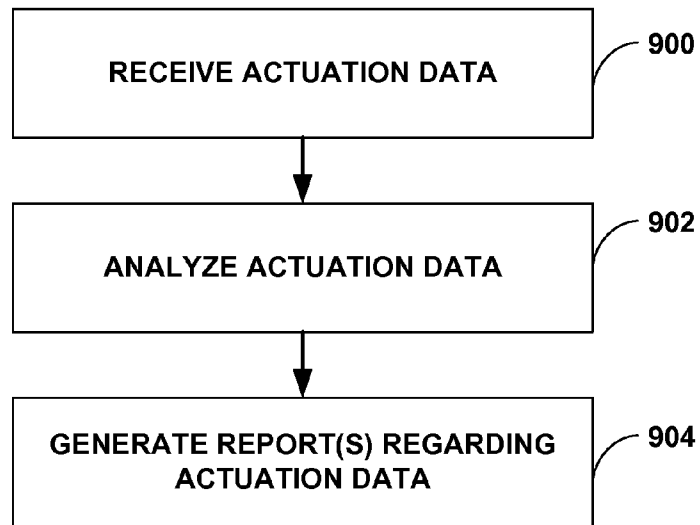 RECEIVE ACTUATION DATA
900
ANALYZE ACTUATION DATA
902
GENERATE REPORT(S) REGARDING
ACTUATION DATA
904